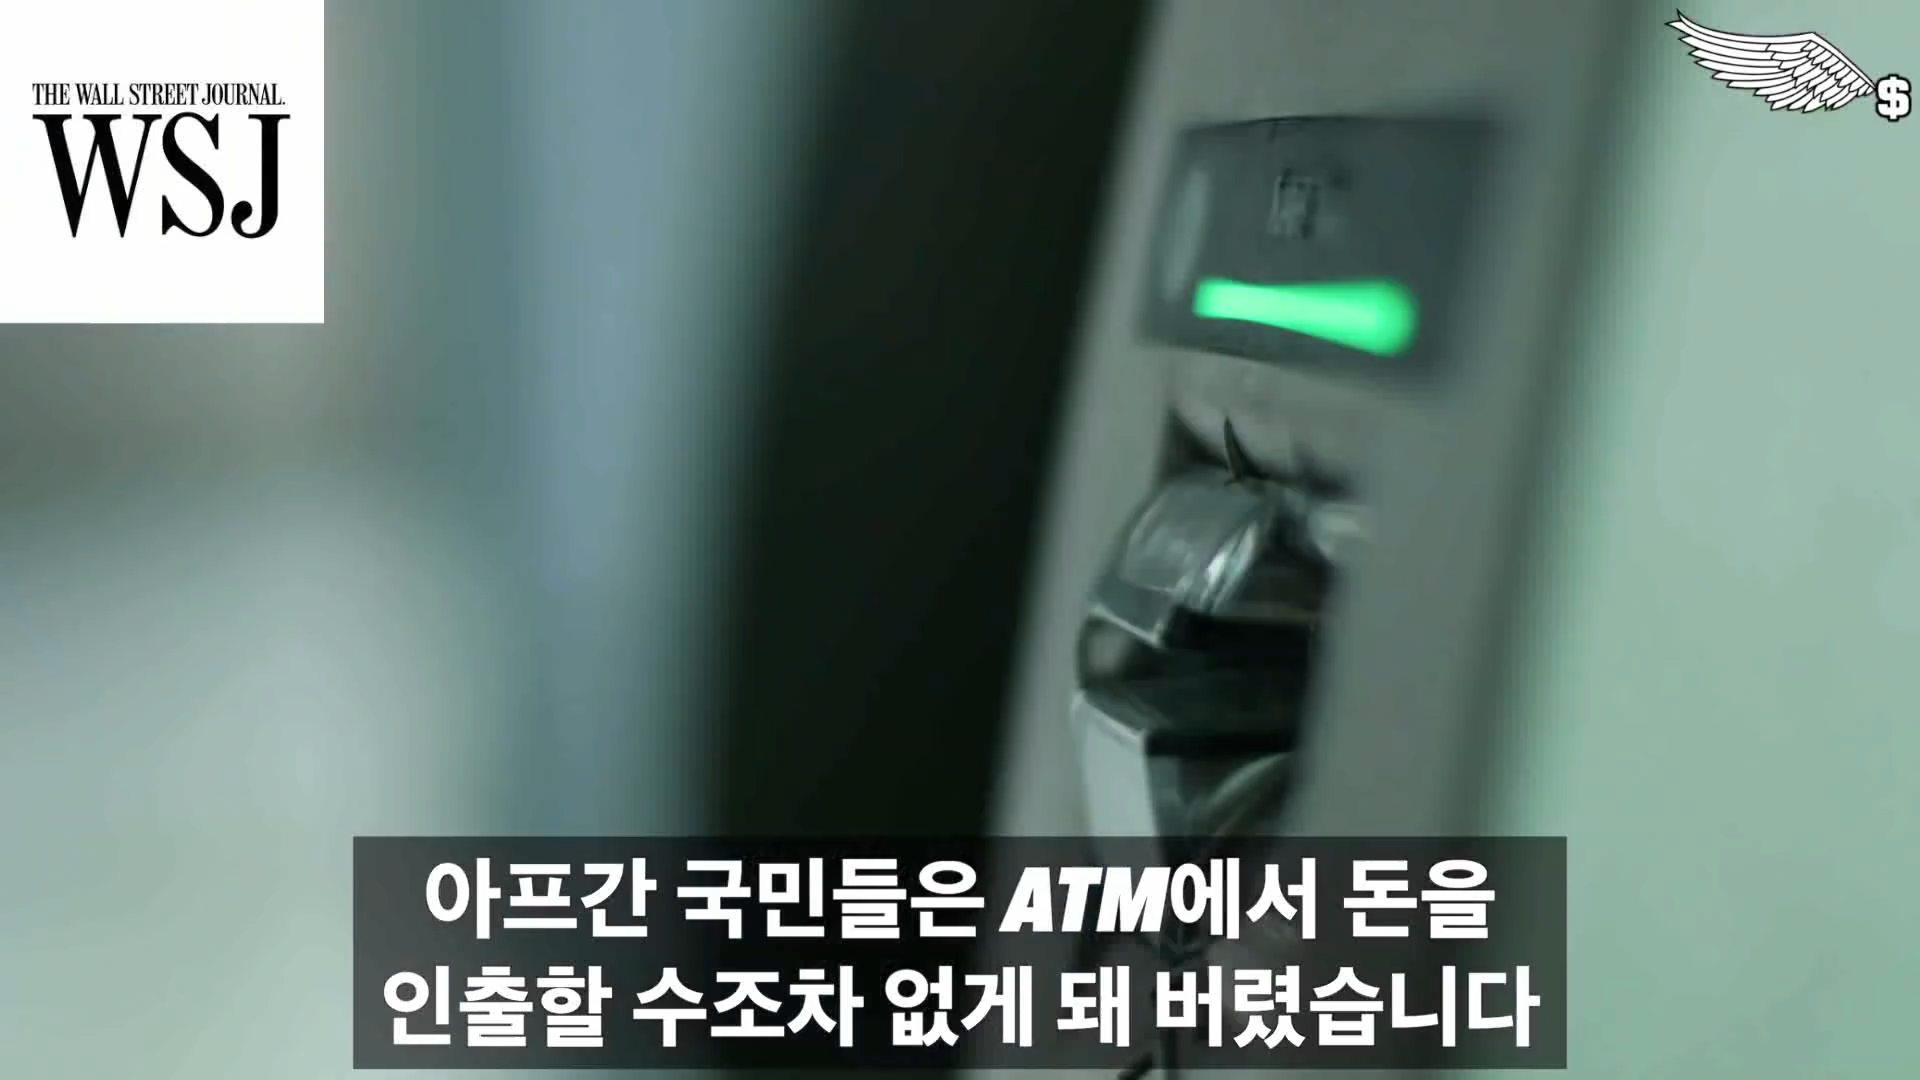 THE WALL STREET JOURNAL.
WSJ
$
아프간 국민들은 ATM에서 돈을
인출할 수조차 없게 돼 버렸습니다